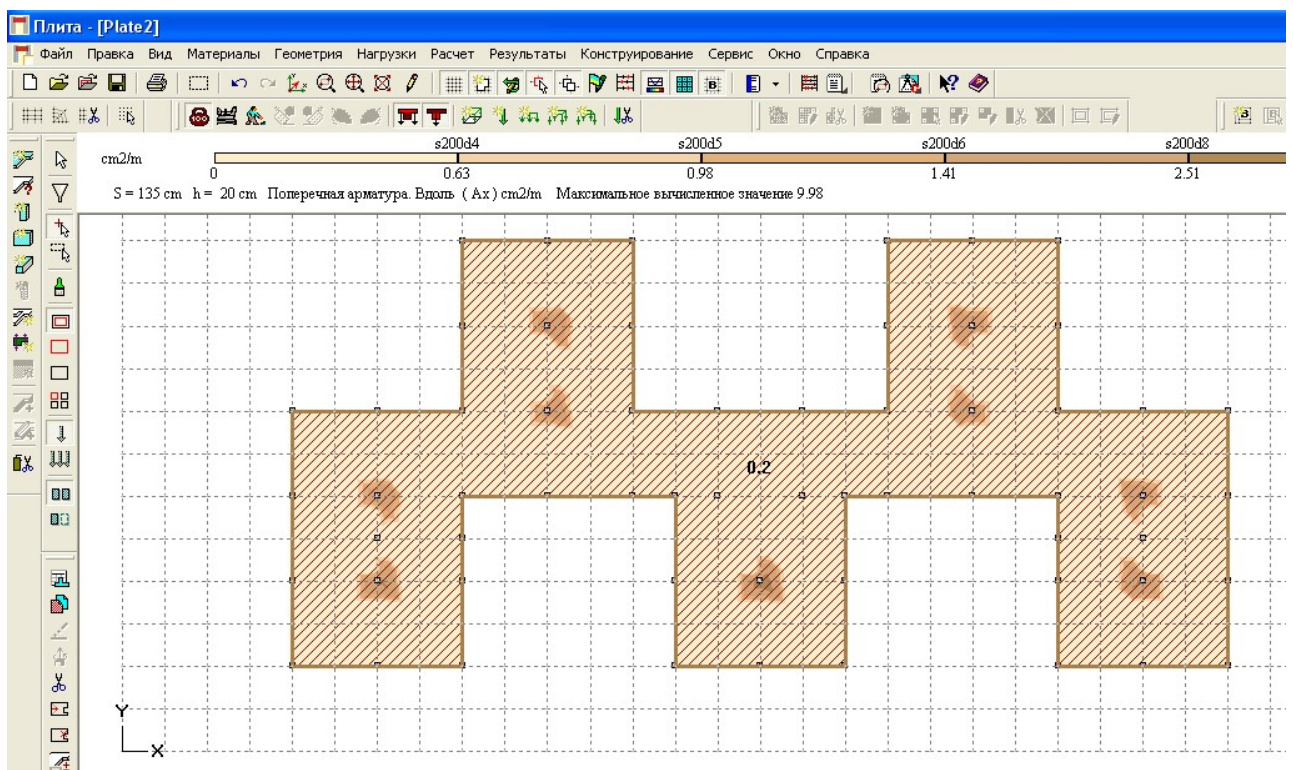 Плита - [Plate2]
Файл Правка Вид Материалы Геометрия Нагрузки Расчет Результаты Конструирование Сервис Окно Справка
s200d4 s200d5 s200d6 s200d8
cm2/m
0 0.63 0.98 1.41 2.51
S = 135 cm h = 20 cm Поперечная арматура. Вдоль ( Ax ) cm2/m Максимальное вычисленное значение 9.98
0.2
Y
X